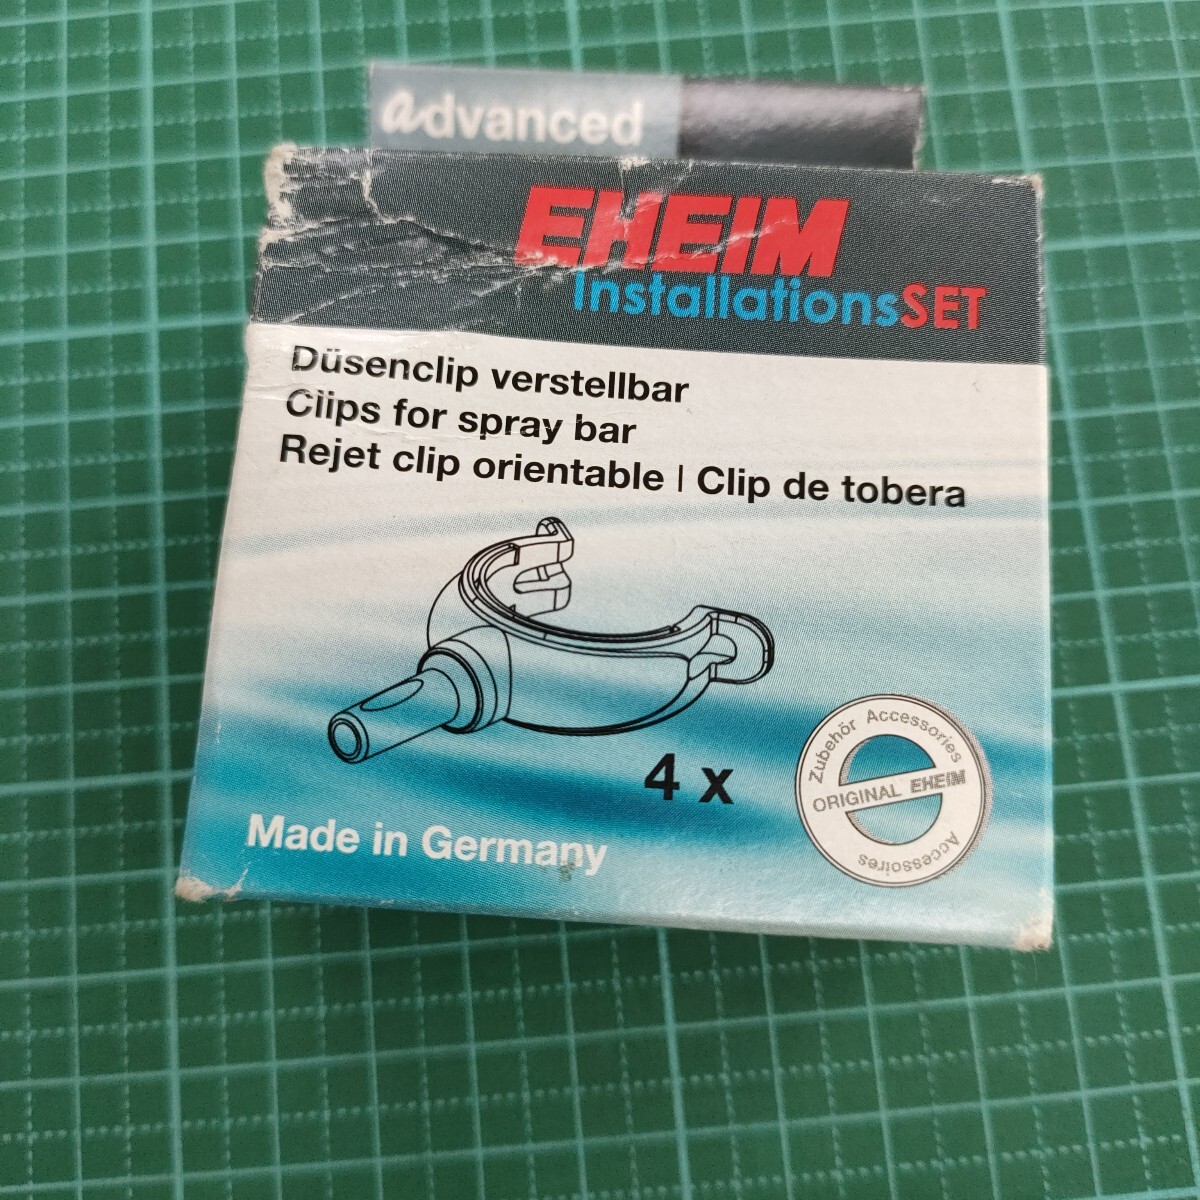 advanced
EHEIM
InstallationsSET
Düsenclip verstellbar
Clips for spray bar
Rejet clip orientable | Clip de tobera
4 x
Made in Germany
Zubehör Accessories
ORIGINAL EHEIM
Accessoires